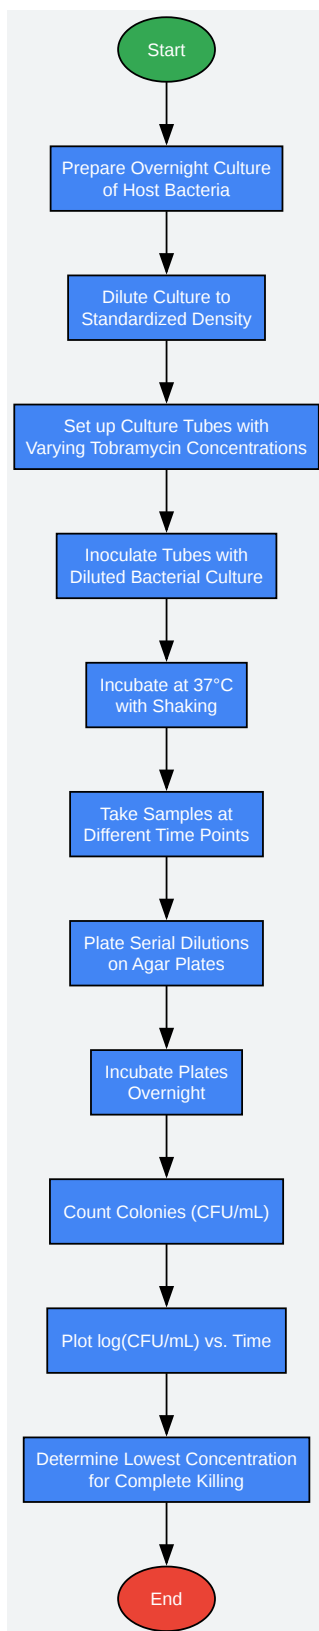 Start
Prepare Overnight Culture
of Host Bacteria
Dilute Culture to
Standardized Density
Set up Culture Tubes with
Varying Tobramycin Concentrations
Inoculate Tubes with
Diluted Bacterial Culture
Incubate at 37°C
with Shaking
Take Samples at
Different Time Points
Plate Serial Dilutions
on Agar Plates
Incubate Plates
Overnight
Count Colonies (CFU/mL)
Plot log(CFU/mL) vs. Time
Determine Lowest Concentration
for Complete Killing
End